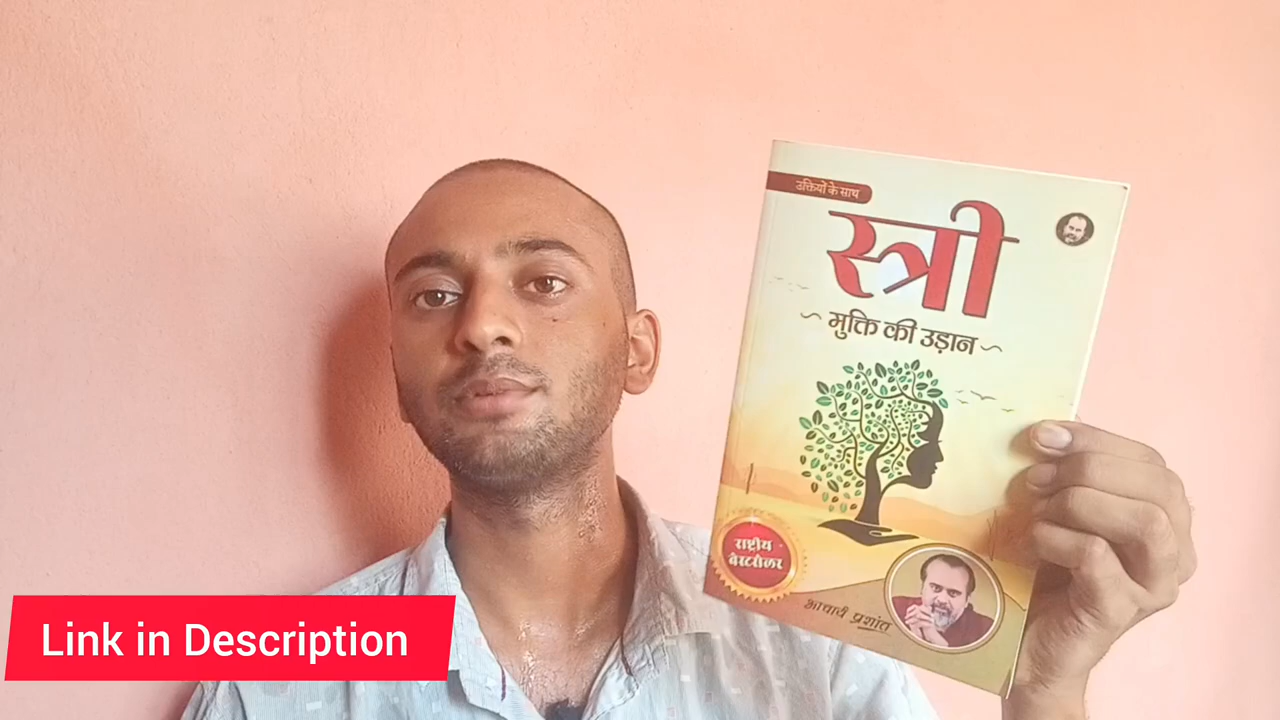 उक्तियों के साथ
स्त्री
मुक्ति की उड़ान
राष्ट्रीय
बेस्टसेलर
आचार्य प्रशांत
Link in Description